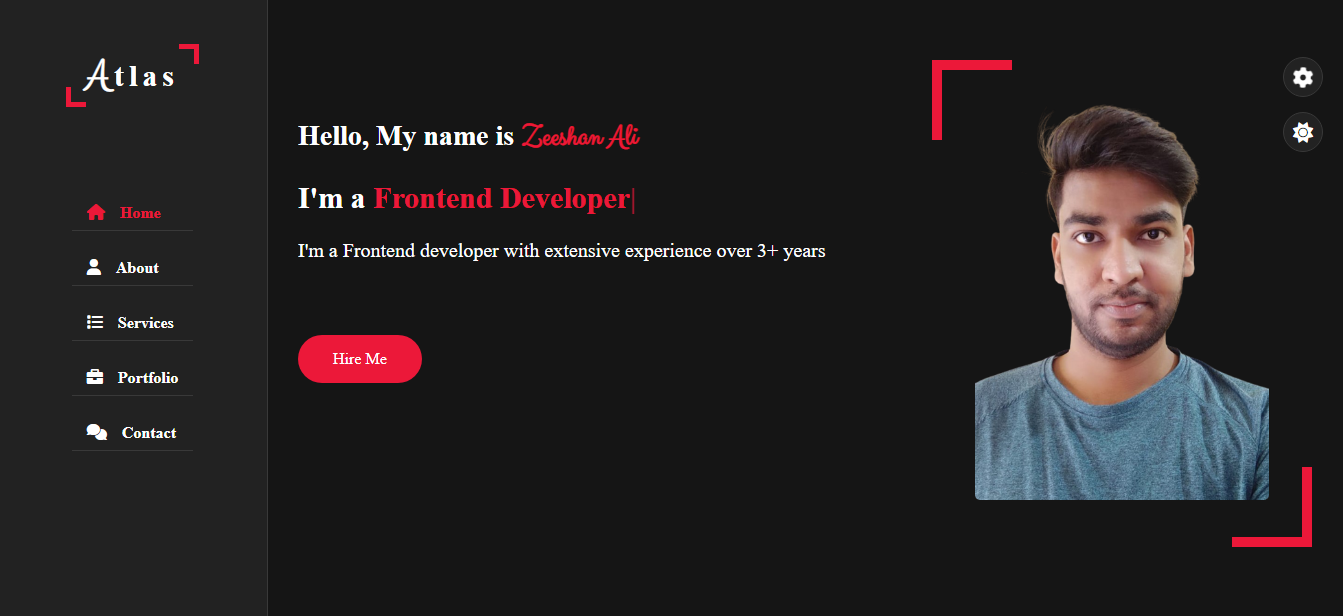 Atlas
Home
About
Services
Portfolio
Contact
Hello, My name is Zeeshan Ali
I'm a Frontend Developer|
I'm a Frontend developer with extensive experience over 3+ years
Hire Me